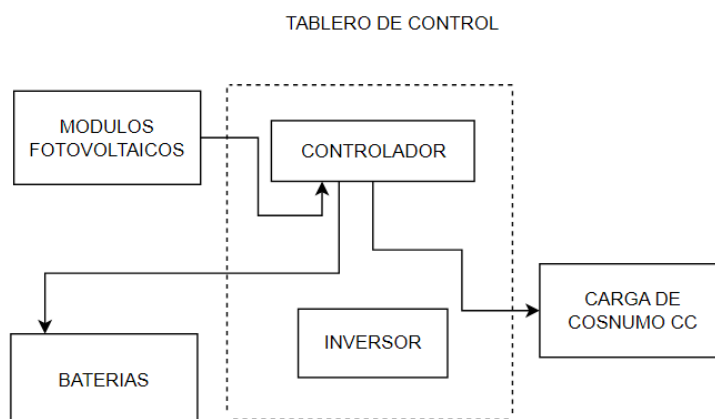 TABLERO DE CONTROL
MODULOS
FOTOVOLTAICOS
CONTROLADOR
CARGA DE
COSNUMO CC
INVERSOR
BATERIAS